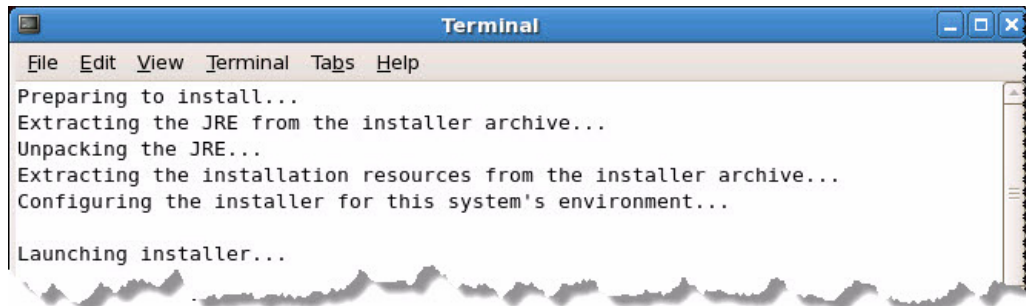 Terminal
File Edit View Terminal Tabs Help
Preparing to install...
Extracting the JRE from the installer archive...
Unpacking the JRE...
Extracting the installation resources from the installer archive...
Configuring the installer for this system's environment...
Launching installer...